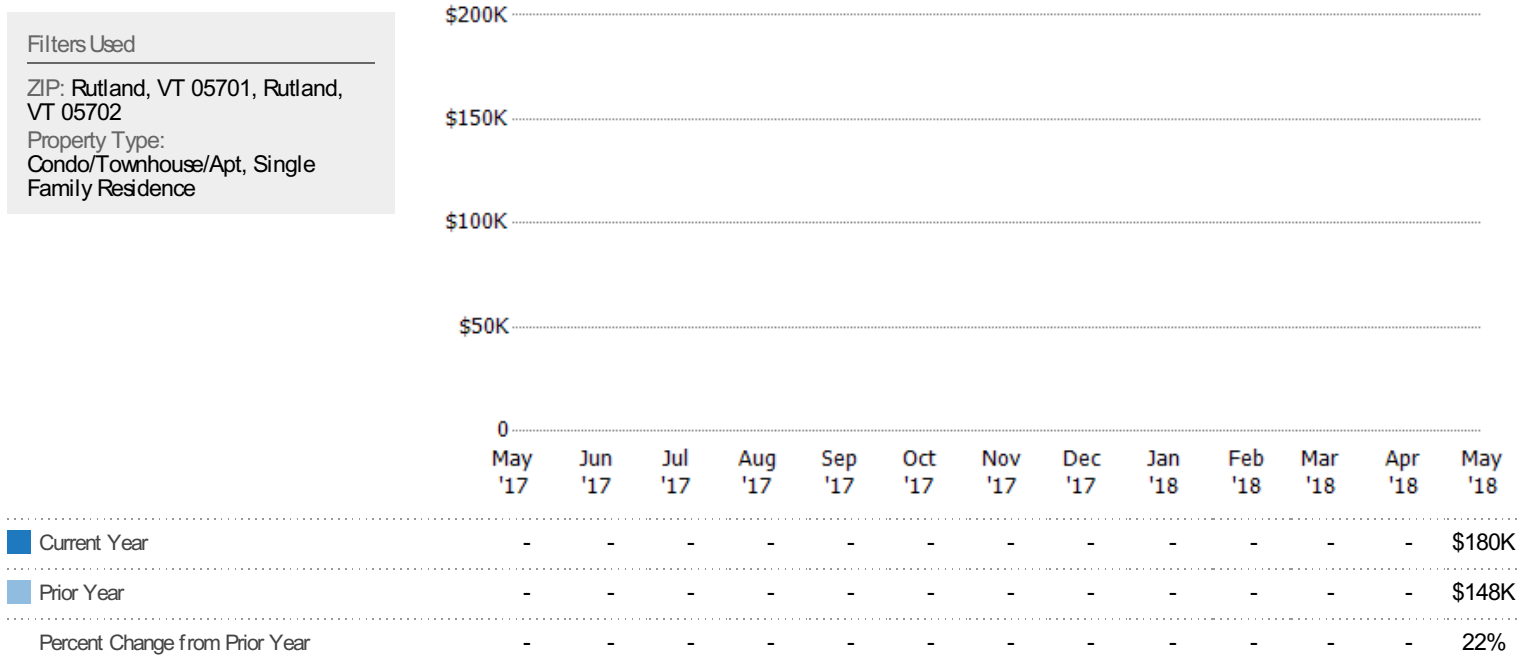 Filters Used
ZIP: Rutland, VT 05701, Rutland,
VT 05702
Property Type:
Condo/Townhouse/Apt, Single
Family Residence
$200K
$150K
$100K
$50K
0
May Jun Jul Aug Sep Oct Nov Dec Jan Feb Mar Apr May
'17 '17 '17 '17 '17 '17 '17 '17 '18 '18 '18 '18 '18
Current Year - - - - - - - - - - - - $180K
Prior Year - - - - - - - - - - - - $148K
Percent Change from Prior Year - - - - - - - - - - - - 22%